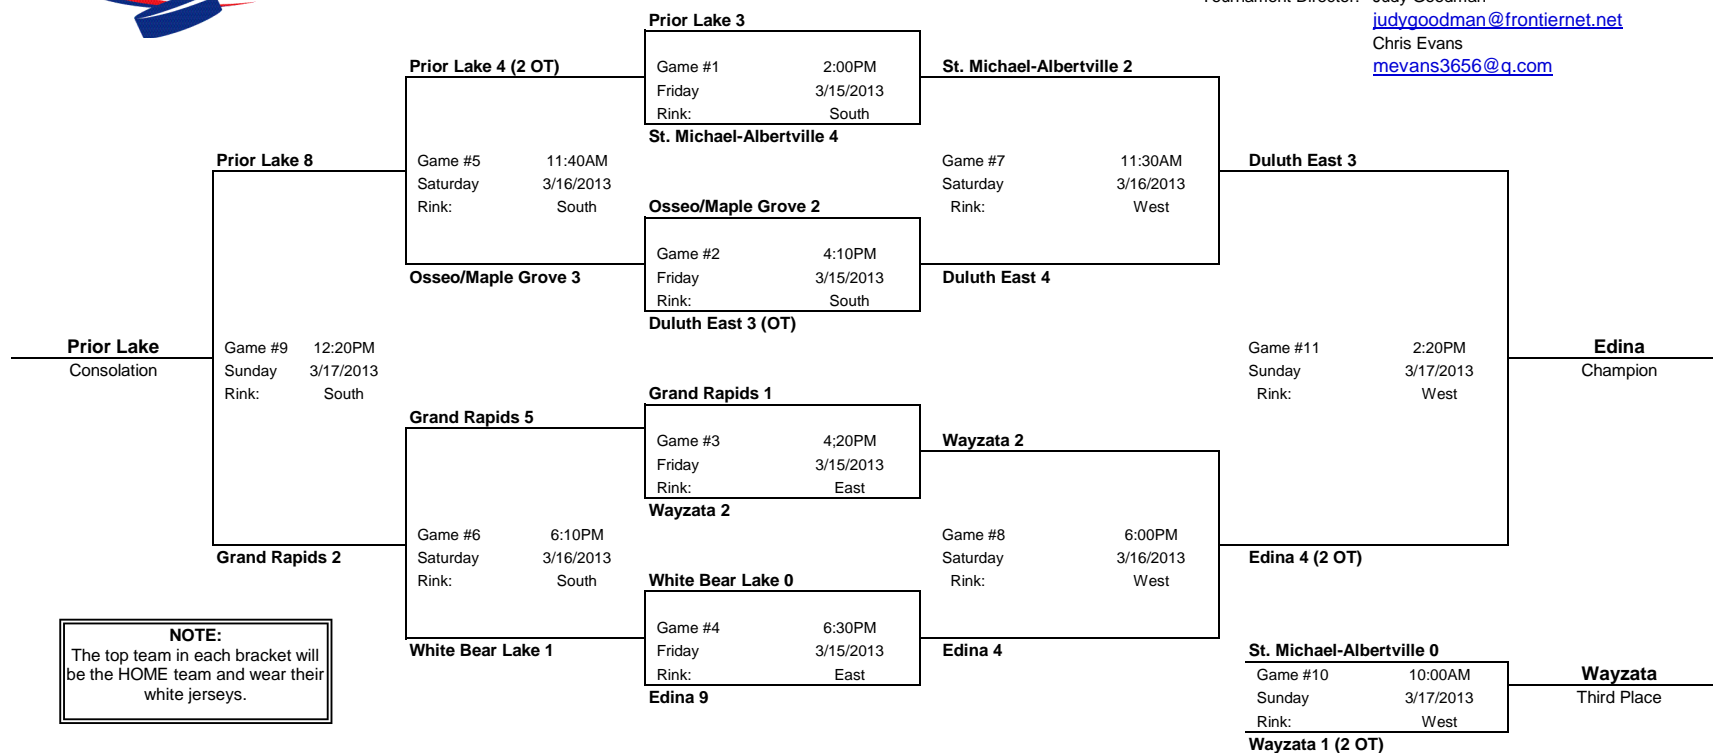 Tournament Director: Judy Goodman
judygoodman@frontiernet.net
Chris Evans
mevans3656@q.com
Prior Lake 3
Game #1 2:00PM
Friday 3/15/2013
Rink: South
St. Michael-Albertville 4
Prior Lake 4 (2 OT)
Game #5 11:40AM
Saturday 3/16/2013
Rink: South
Osseo/Maple Grove 3
Osseo/Maple Grove 2
Game #2 4:10PM
Friday 3/15/2013
Rink: South
Duluth East 3 (OT)
St. Michael-Albertville 2
Game #7 11:30AM
Saturday 3/16/2013
Rink: West
Duluth East 4
Prior Lake 8
Game #9 12:20PM
Sunday 3/17/2013
Rink: South
Grand Rapids 2
Prior Lake
Consolation
Duluth East 3
Game #11 2:20PM
Sunday 3/17/2013
Rink: West
Edina 4 (2 OT)
Edina
Champion
Grand Rapids 5
Game #6 6:10PM
Saturday 3/16/2013
Rink: South
White Bear Lake 1
Grand Rapids 1
Game #3 4;20PM
Friday 3/15/2013
Rink: East
Wayzata 2
White Bear Lake 0
Game #4 6:30PM
Friday 3/15/2013
Rink: East
Edina 9
Wayzata 2
Game #8 6:00PM
Saturday 3/16/2013
Rink: West
Edina 4
St. Michael-Albertville 0
Game #10 10:00AM
Sunday 3/17/2013
Rink: West
Wayzata 1 (2 OT)
Wayzata
Third Place
NOTE:
The top team in each bracket will
be the HOME team and wear their
white jerseys.